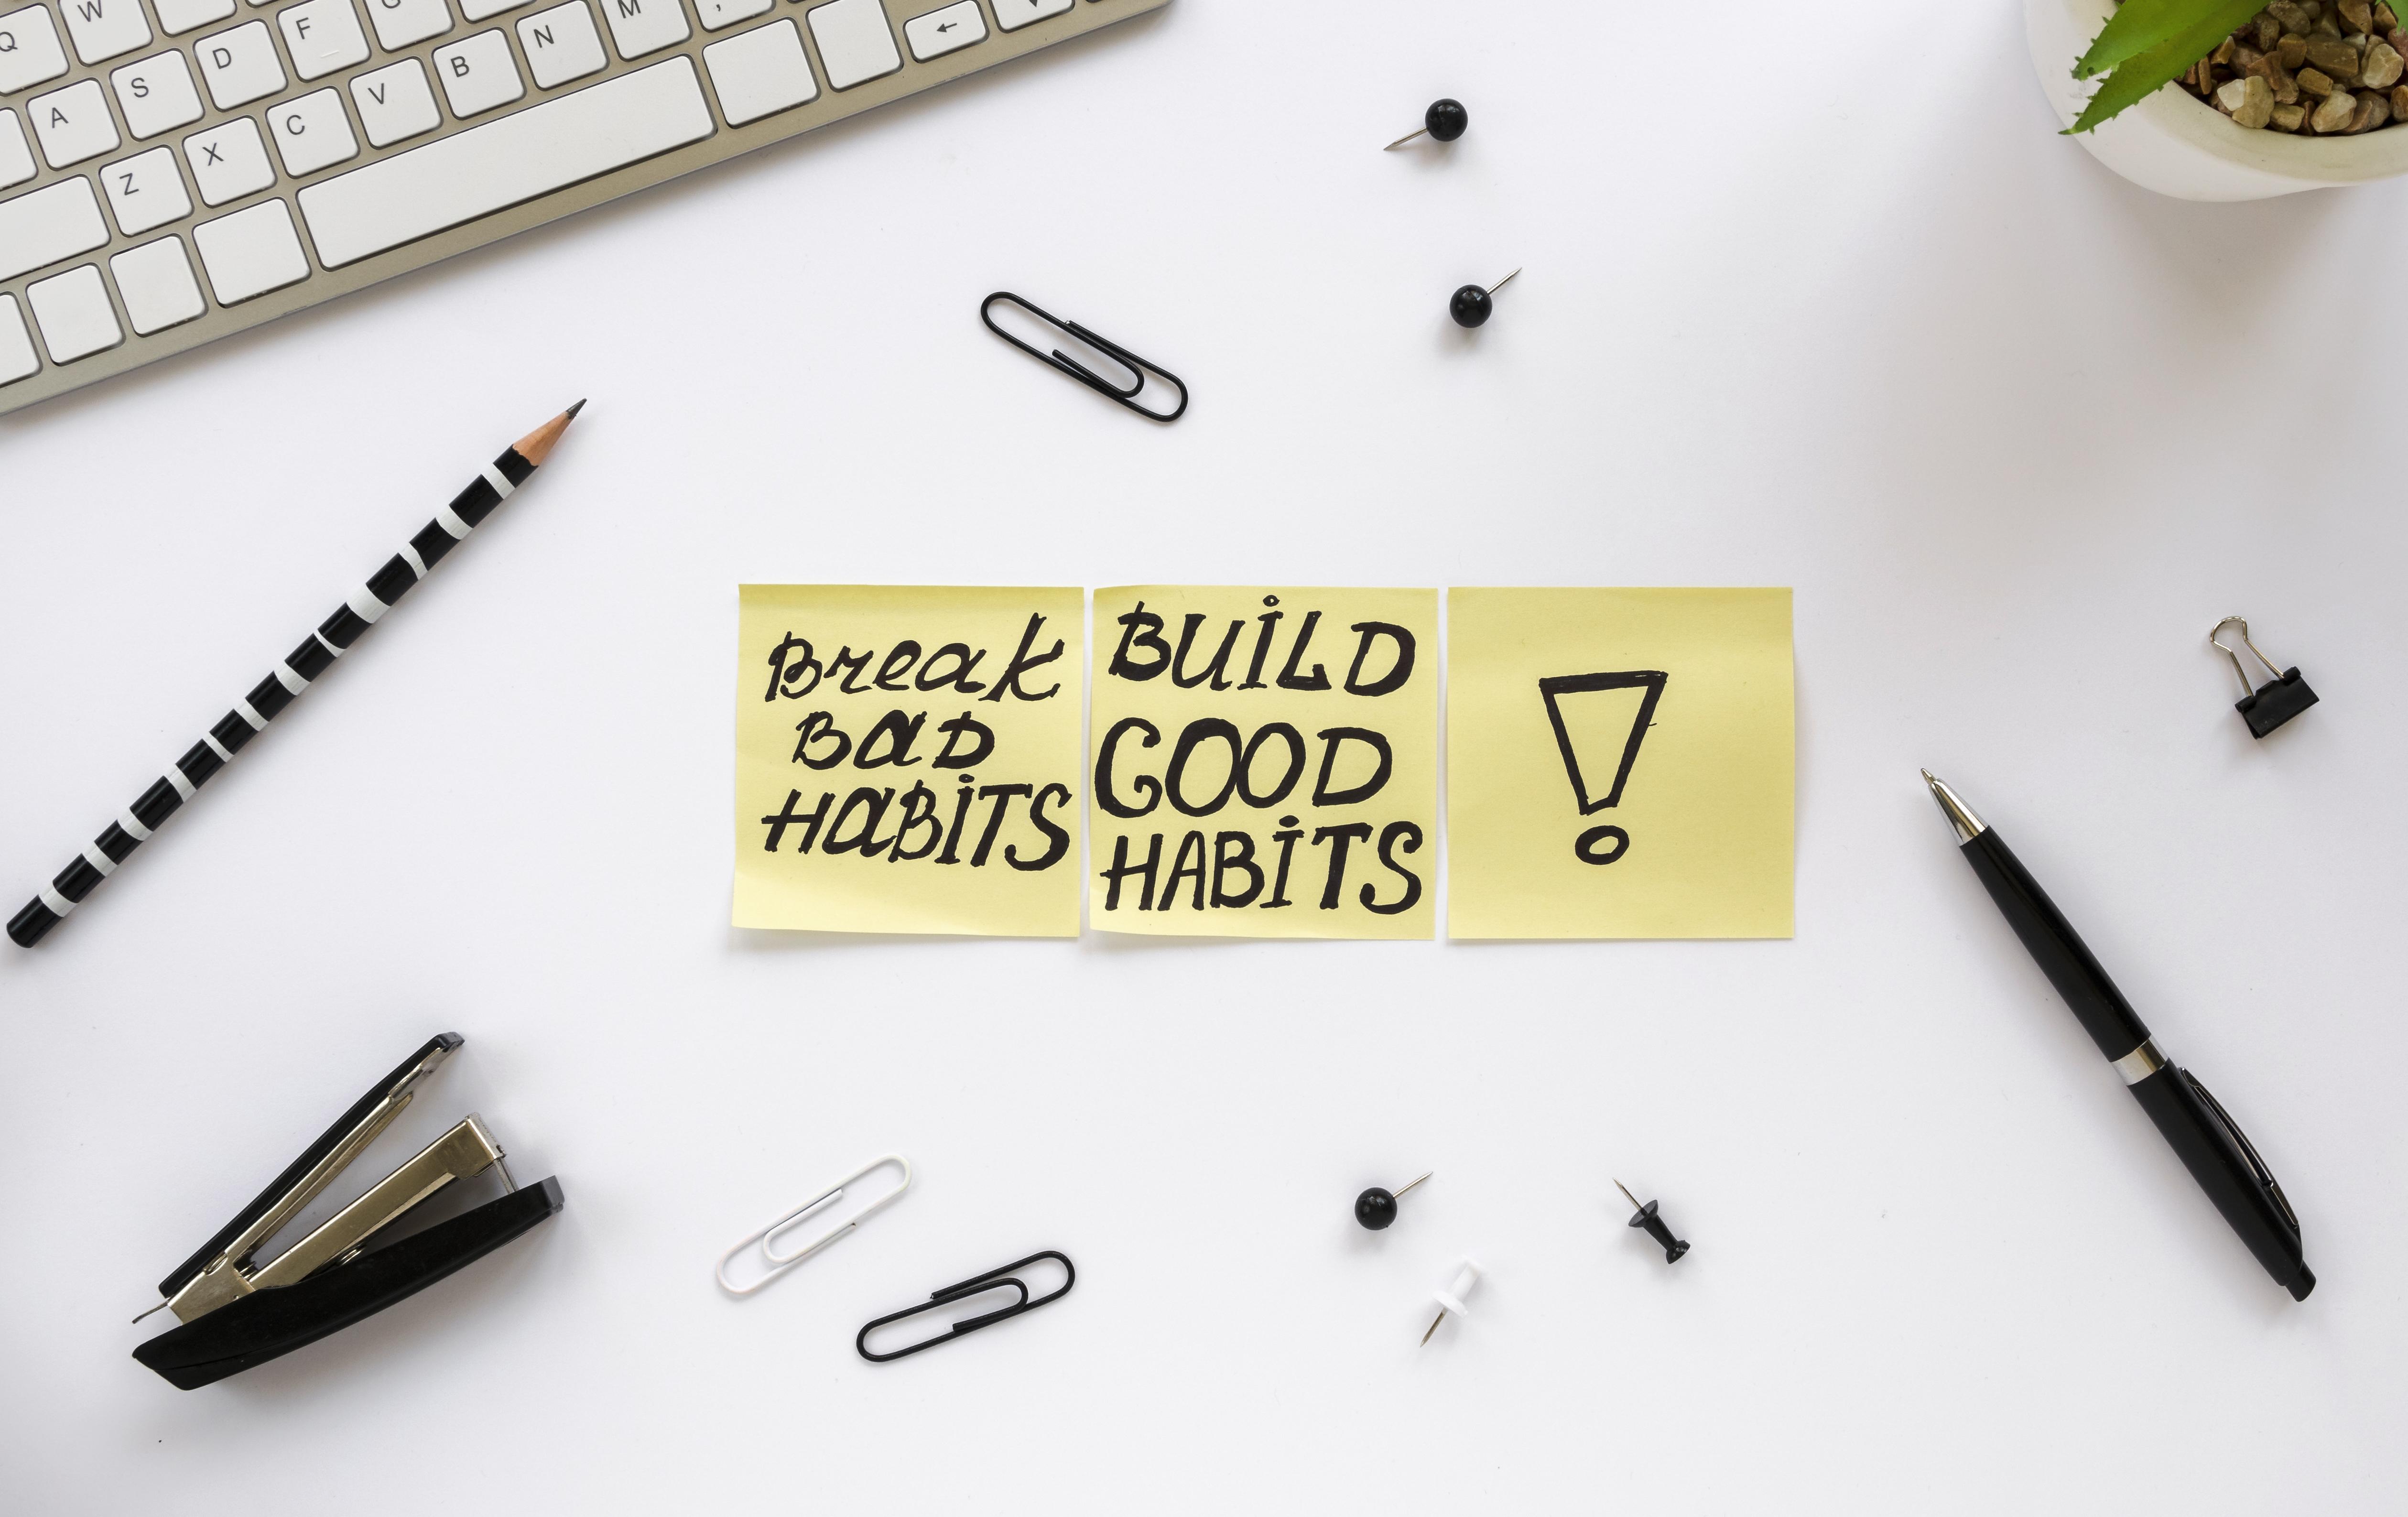 Q W
A S D F G
Z X C V B N M ,
←
Break
BaD
HaBiTS
BUiLD
GOOD
HABiTS
!